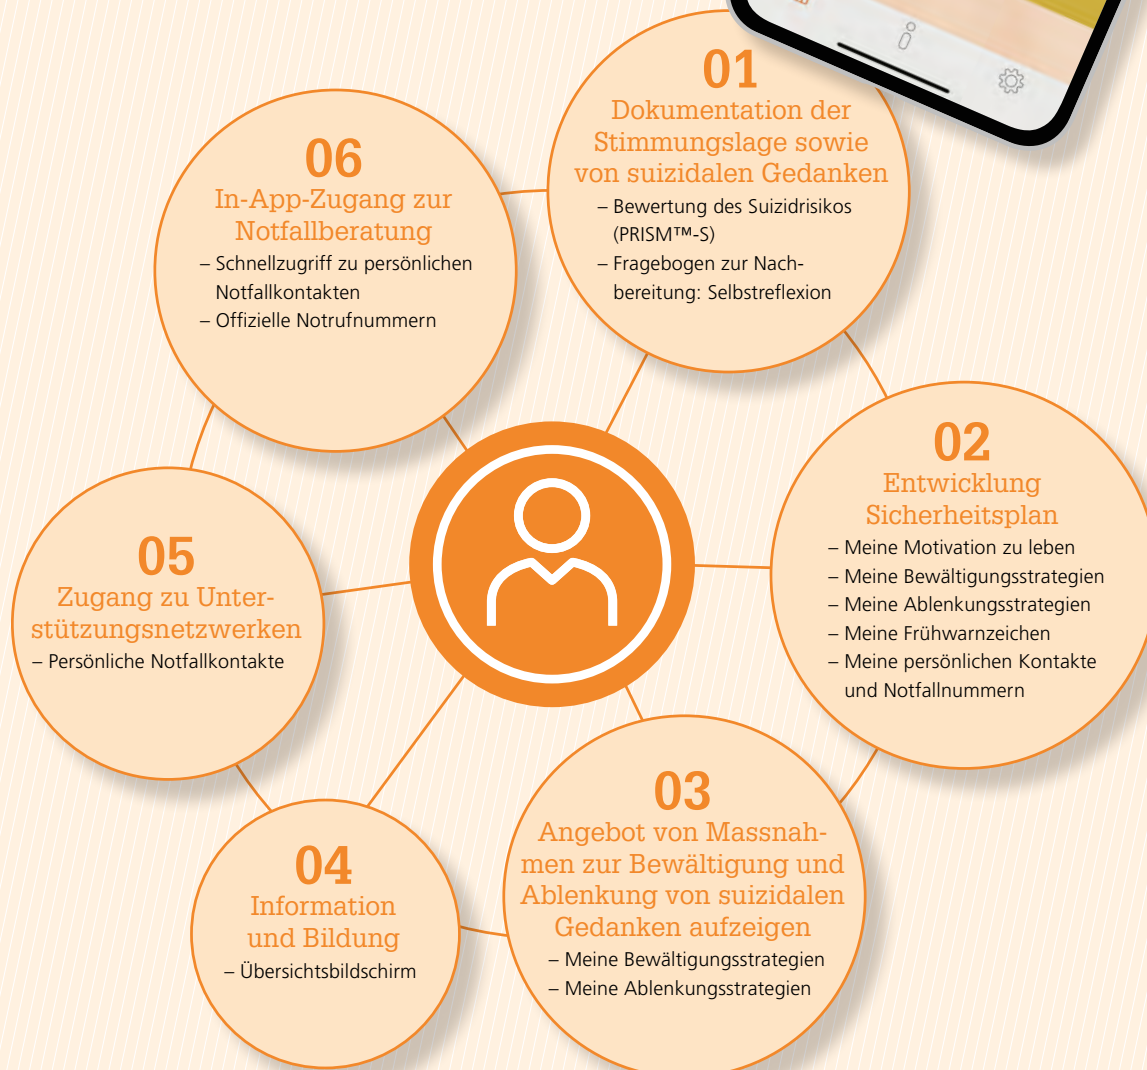 01
Dokumentation der
Stimmungslage sowie
von suizidalen Gedanken
– Bewertung des Suizidrisikos
(PRISM™-S)
– Fragebogen zur Nach-
bereitung: Selbstreflexion
02
Entwicklung
Sicherheitsplan
– Meine Motivation zu leben
– Meine Bewältigungsstrategien
– Meine Ablenkungsstrategien
– Meine Frühwarnzeichen
– Meine persönlichen Kontakte
und Notfallnummern
03
Angebot von Massnah-
men zur Bewältigung und
Ablenkung von suizidalen
Gedanken aufzeigen
– Meine Bewältigungsstrategien
– Meine Ablenkungsstrategien
04
Information
und Bildung
– Übersichtsbildschirm
05
Zugang zu Unter-
stützungsnetzwerken
– Persönliche Notfallkontakte
06
In-App-Zugang zur
Notfallberatung
– Schnellzugriff zu persönlichen
Notfallkontakten
– Offizielle Notrufnummern